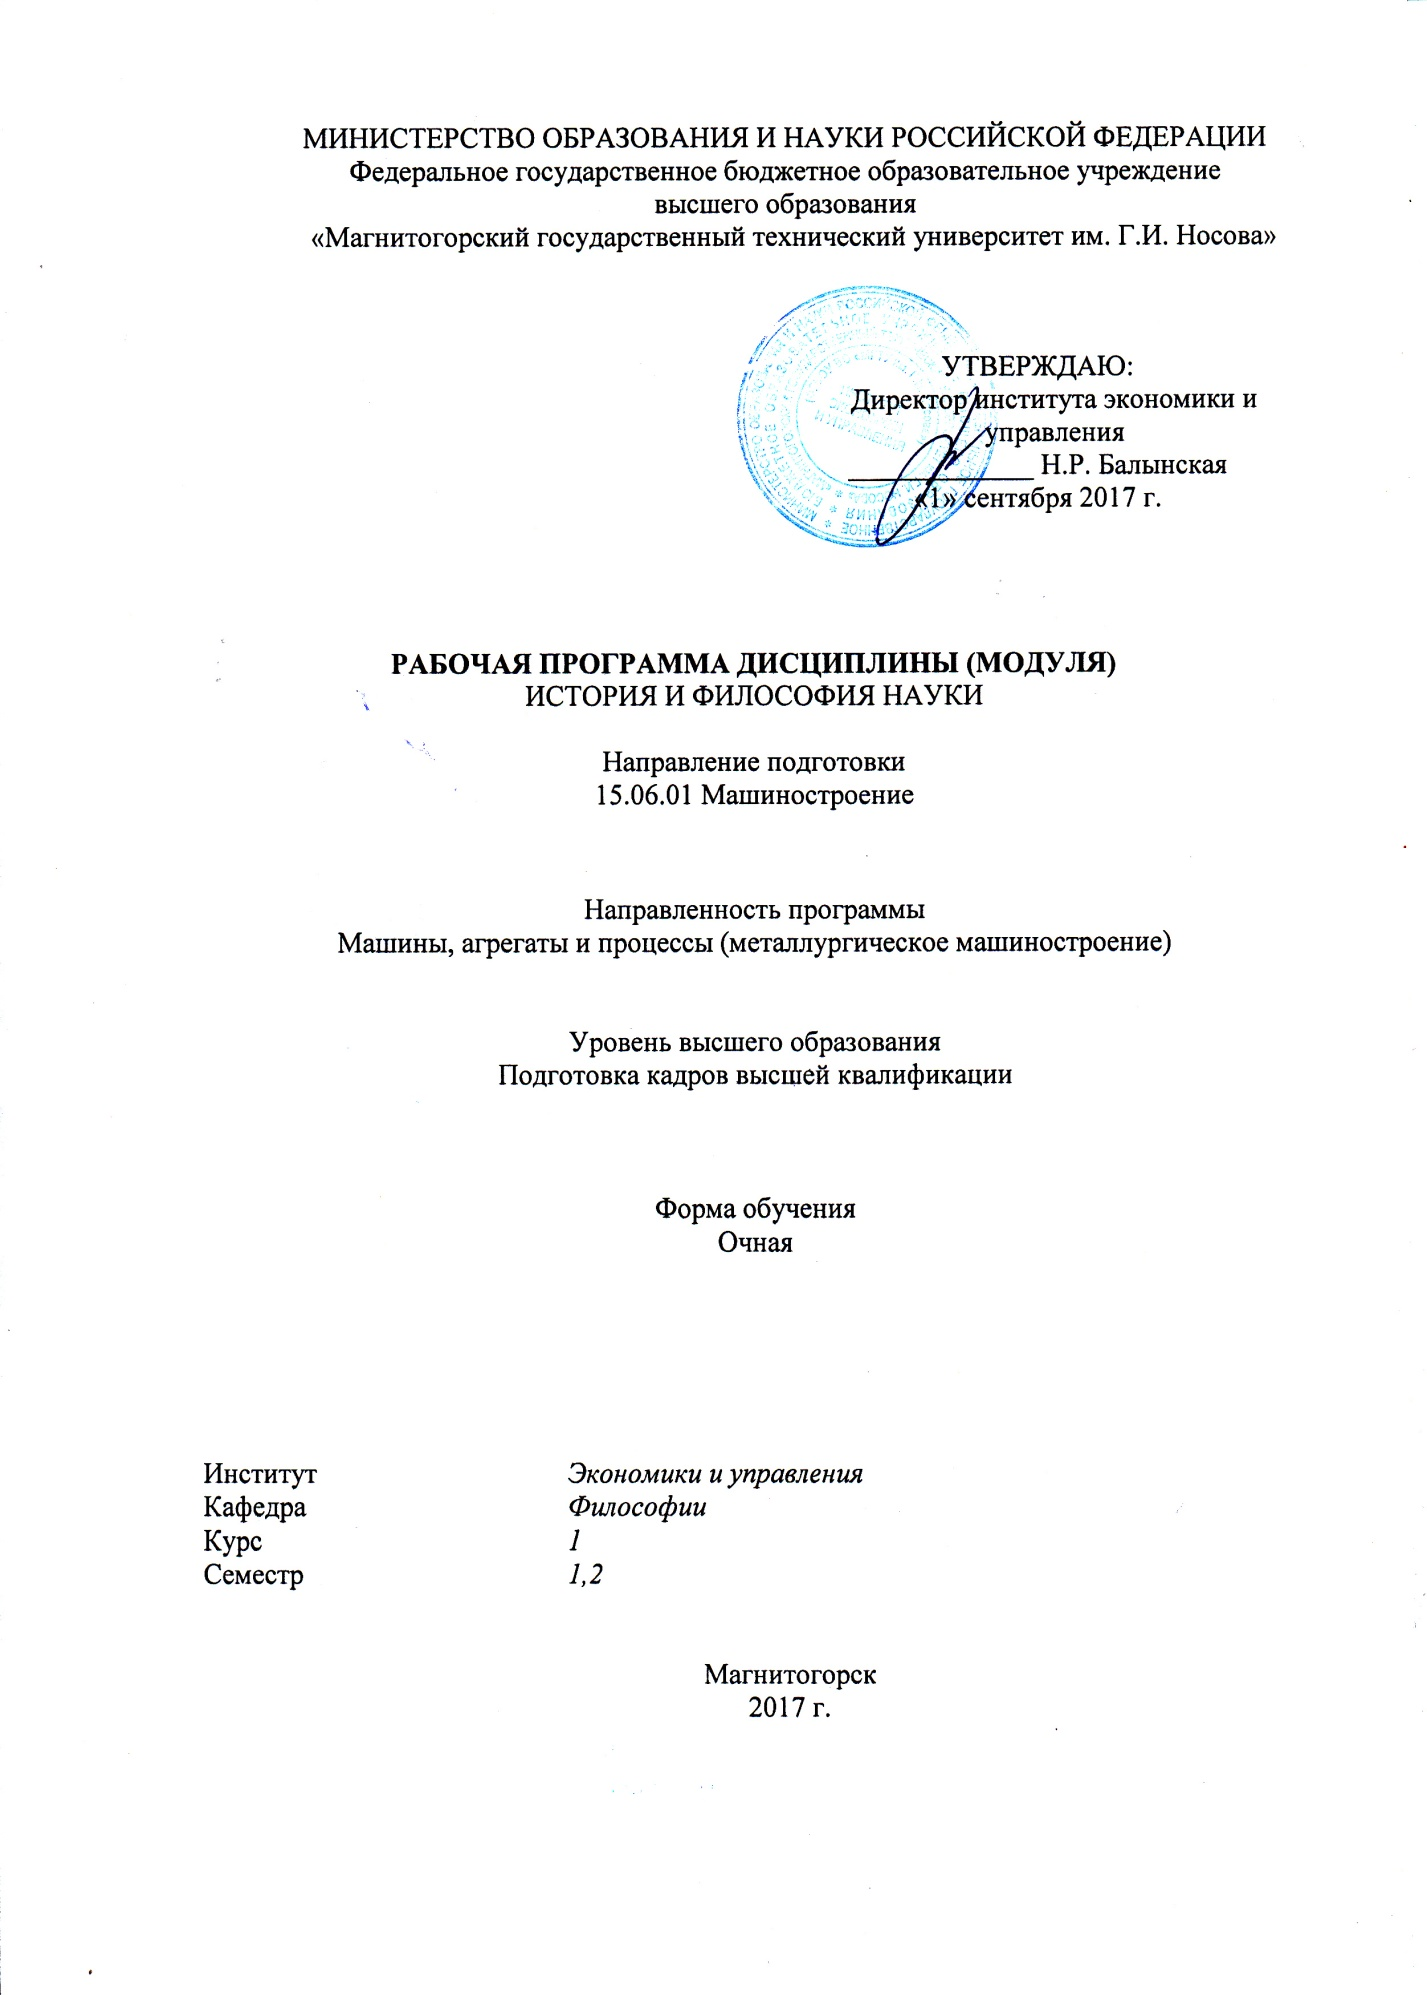 МИНИСТЕРСТВО ОБРАЗОВАНИЯ И НАУКИ РОССИЙСКОЙ ФЕДЕРАЦИИ
Федеральное государственное бюджетное образовательное учреждение
высшего образования
«Магнитогорский государственный технический университет им. Г.И. Носова»
УТВЕРЖДАЮ:
Директор института экономики и
управления
Н.Р. Балынская
«1» сентября 2017 г.
РАБОЧАЯ ПРОГРАММА ДИСЦИПЛИНЫ (МОДУЛЯ)
ИСТОРИЯ И ФИЛОСОФИЯ НАУКИ
Направление подготовки
15.06.01 Машиностроение
Направленность программы
Машины, агрегаты и процессы (металлургическое машиностроение)
Уровень высшего образования
Подготовка кадров высшей квалификации
Форма обучения
Очная
Институт Экономики и управления
Кафедра Философии
Курс 1
Семестр 1,2
Магнитогорск
2017 г.